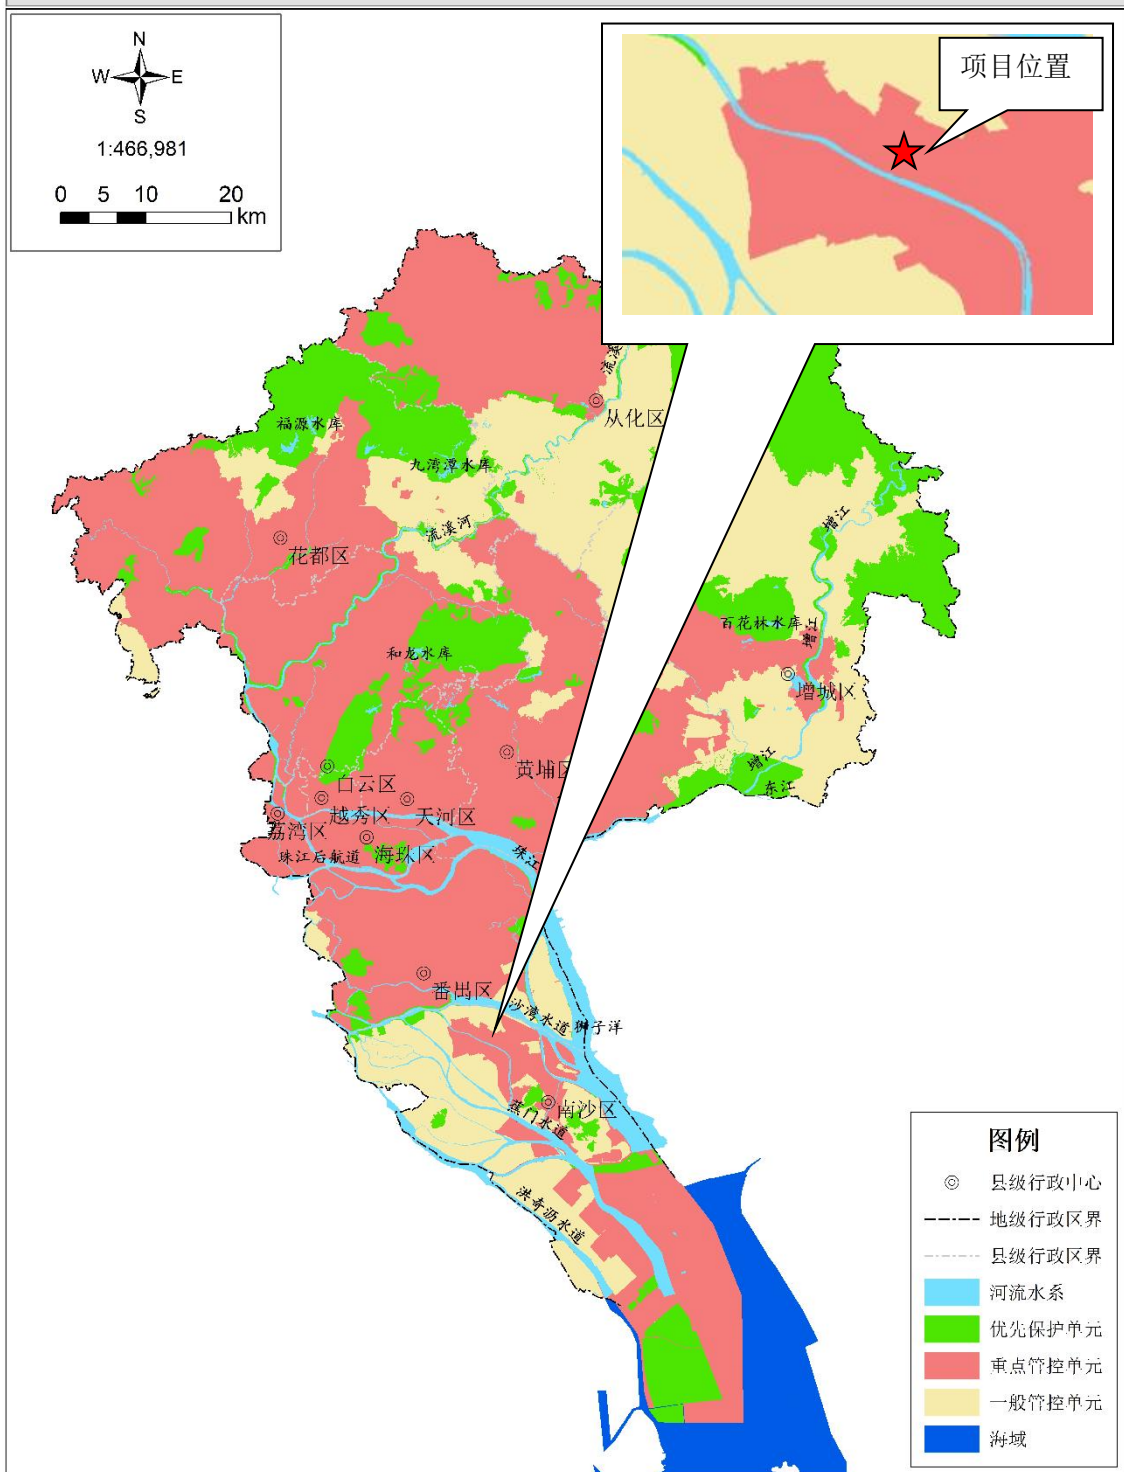 N
W E
S
1:466,981
0 5 10 20
km
项目位置
流溪
从化区
福源水库
九湾潭水库
流溪河
增江
花都区
百花林水库
增江
和龙水库
增城区
黄埔区
增江
东江
白云区
越秀区
天河区
荔湾区
海珠区
珠江
珠江后航道
番禺区
沙湾水道
狮子洋
南沙区
蕉门水道
洪奇沥水道
图例
县级行政中心
地级行政区界
县级行政区界
河流水系
优先保护单元
重点管控单元
一般管控单元
海域